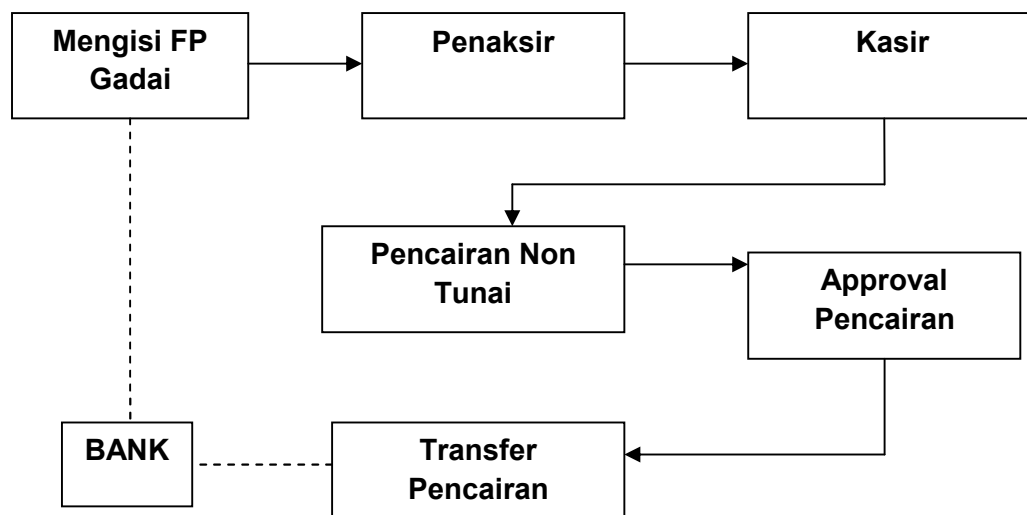 Mengisi FP
Gadai
Penaksir
Kasir
Pencairan Non
Tunai
Approval
Pencairan
BANK
Transfer
Pencairan